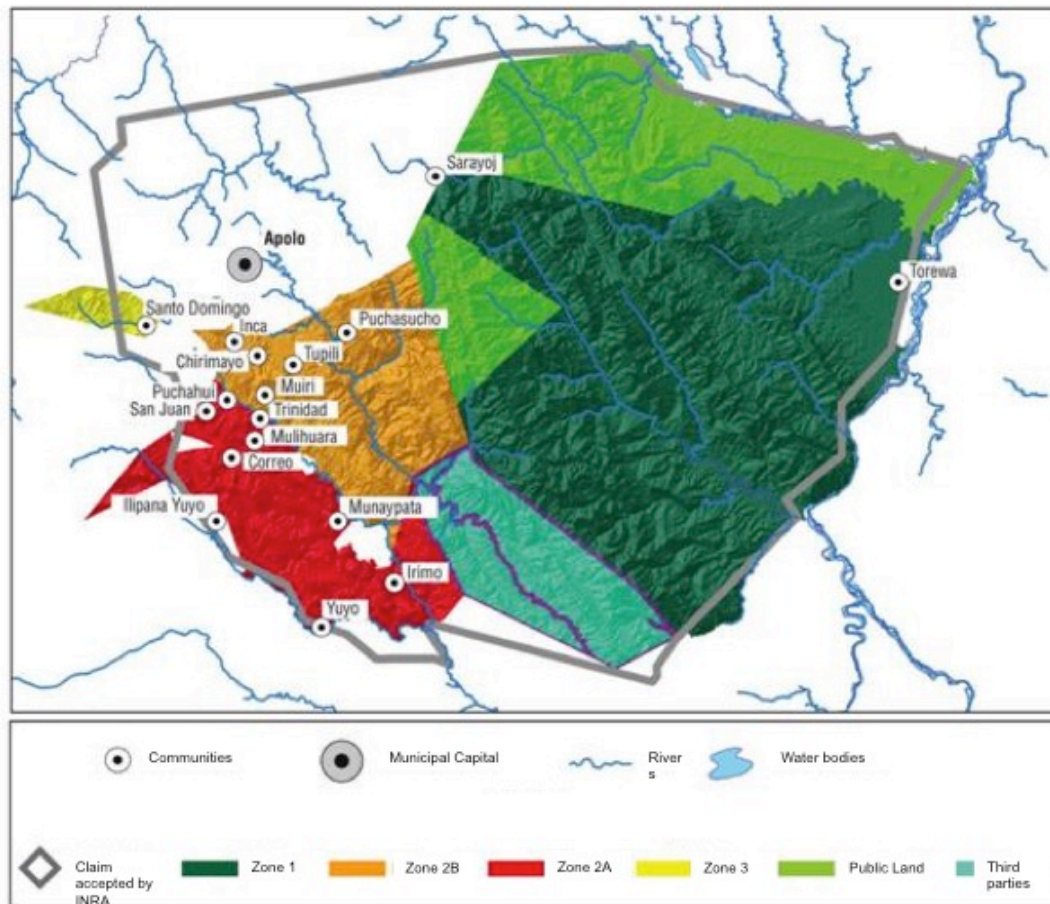 Sarayoj
Apolo
Torewa
Santo Domingo
Inca
Puchasucho
Chirimayo
Tupili
Puchahui
Muiri
San Juan
Trinidad
Mulihuara
Correo
Ilipana Yuyo
Munaypata
Irimo
Yuyo
Communities
Municipal Capital
River
s
Water bodies
Claim
accepted by
INRA
Zone 1
Zone 2B
Zone 2A
Zone 3
Public Land
Third
parties